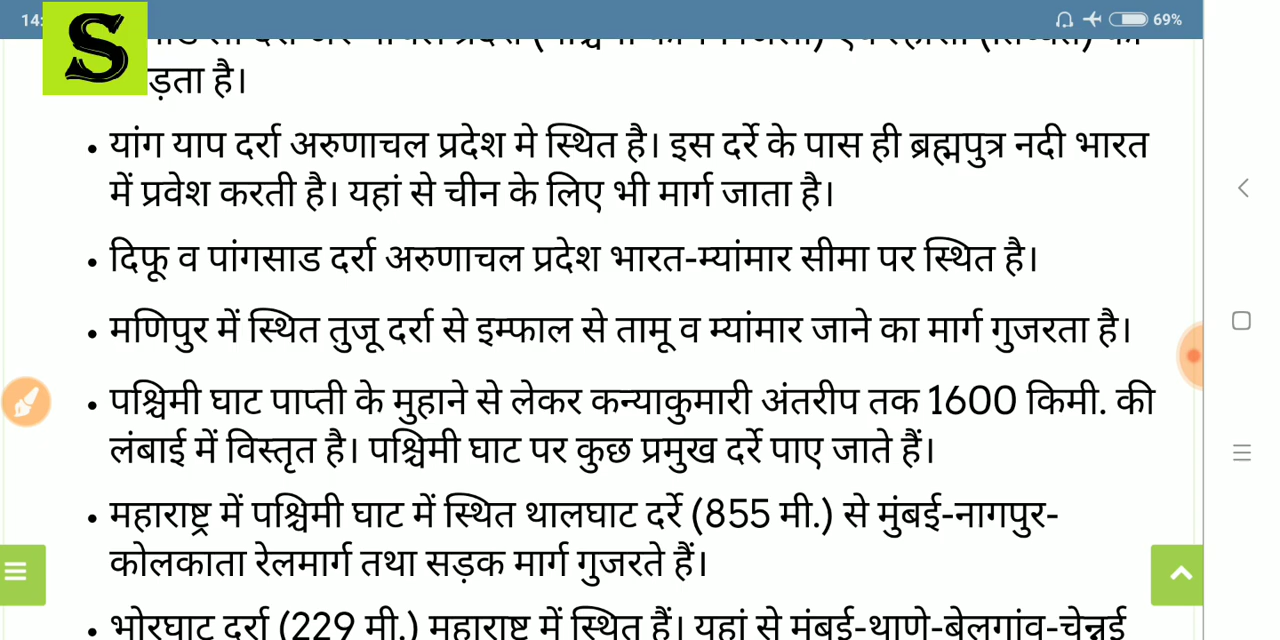 14:
69%
S
ड़ता है।
• यांग याप दर्रा अरुणाचल प्रदेश मे स्थित है। इस दर्रे के पास ही ब्रह्मपुत्र नदी भारत
में प्रवेश करती है। यहां से चीन के लिए भी मार्ग जाता है।
• दिफू व पांगसाड दर्रा अरुणाचल प्रदेश भारत-म्यांमार सीमा पर स्थित है।
• मणिपुर में स्थित तुजू दर्रा से इम्फाल से तामू व म्यांमार जाने का मार्ग गुजरता है।
• पश्चिमी घाट पाप्ती के मुहाने से लेकर कन्याकुमारी अंतरीप तक 1600 किमी. की
लंबाई में विस्तृत है। पश्चिमी घाट पर कुछ प्रमुख दर्रे पाए जाते हैं।
• महाराष्ट्र में पश्चिमी घाट में स्थित थालघाट दर्रे (855 मी.) से मुंबई-नागपुर-
कोलकाता रेलमार्ग तथा सड़क मार्ग गुजरते हैं।
• भोरघाट दर्रा (229 मी.) महाराष्ट्र में स्थित हैं। यहां से मुंबई-थाणे-बेलगांव-चेन्नई